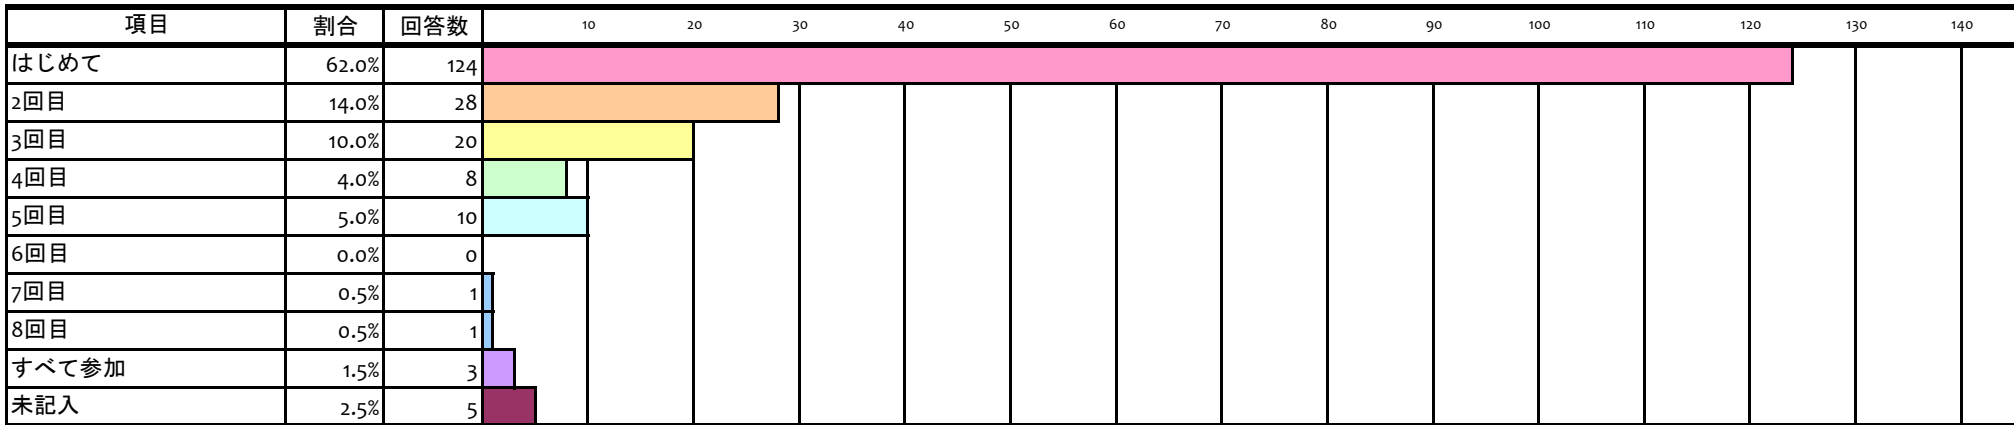 項目 割合 回答数 10 20 30 40 50 60 70 80 90 100 110 120 130 140
はじめて 62.0% 124
2回目 14.0% 28
3回目 10.0% 20
4回目 4.0% 8
5回目 5.0% 10
6回目 0.0% 0
7回目 0.5% 1
8回目 0.5% 1
すべて参加 1.5% 3
未記入 2.5% 5